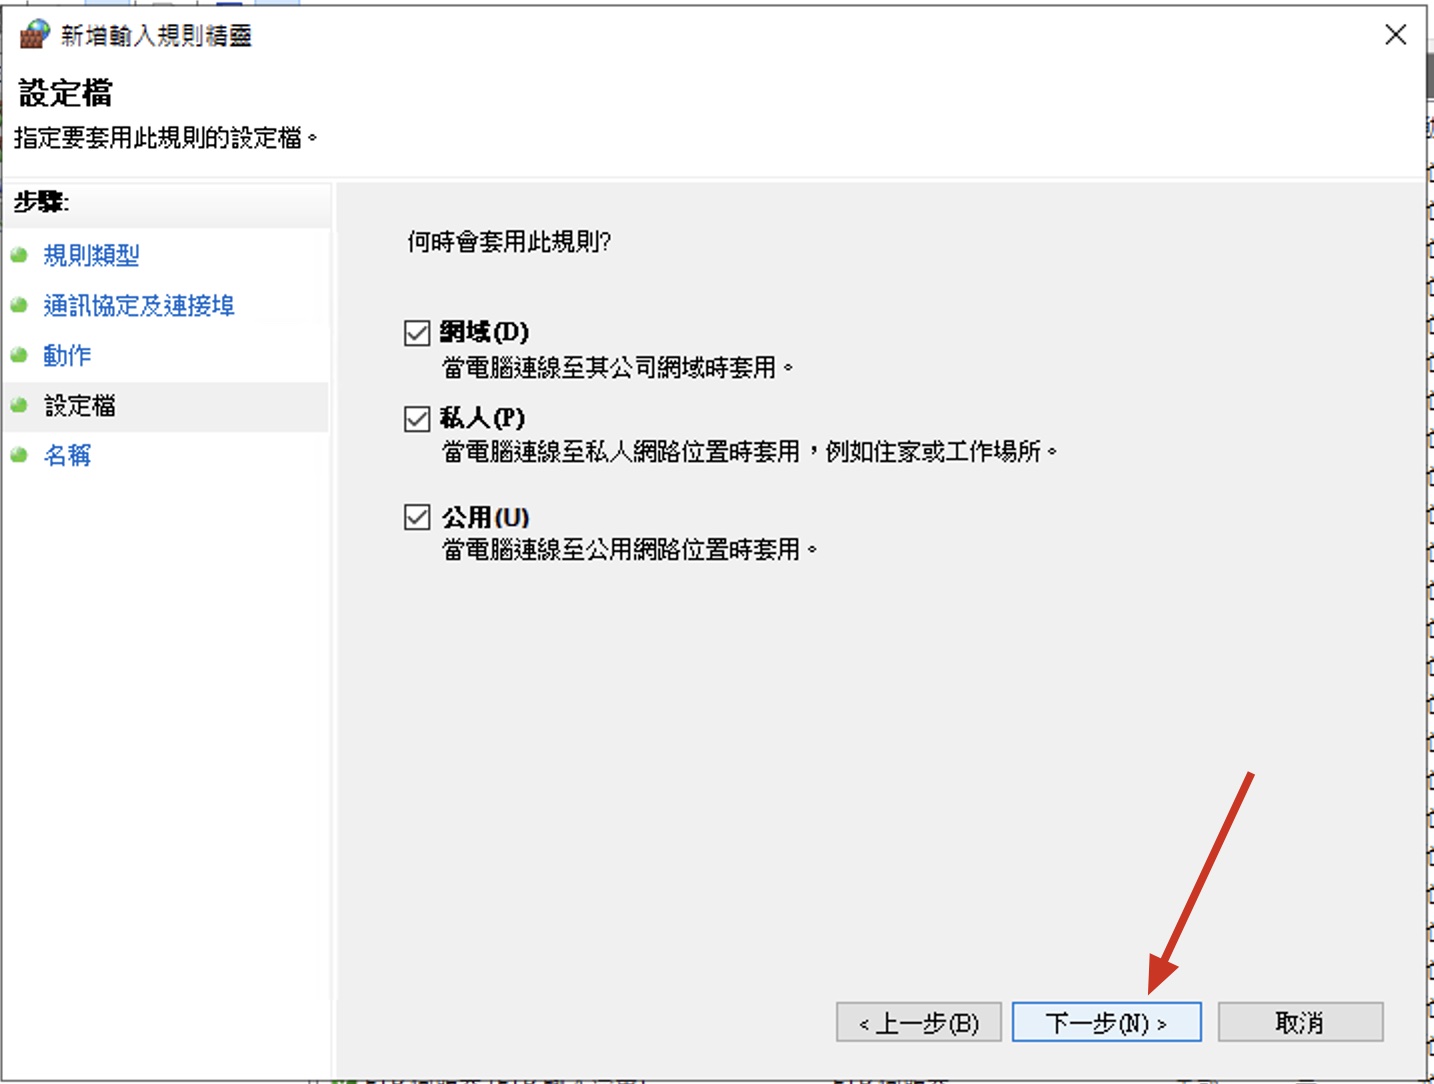 新增輸入規則精靈
設定檔
指定要套用此規則的設定檔。
步驟:
規則類型
通訊協定及連接埠
動作
設定檔
名稱
何時會套用此規則?
網域(D)
當電腦連線至某公司網域時套用。
私人(P)
當電腦連線至私人網路位置時套用，例如住家或工作場所。
公用(U)
當電腦連線至公用網路位置時套用。
< 上一步(B)
下一步(N) >
取消